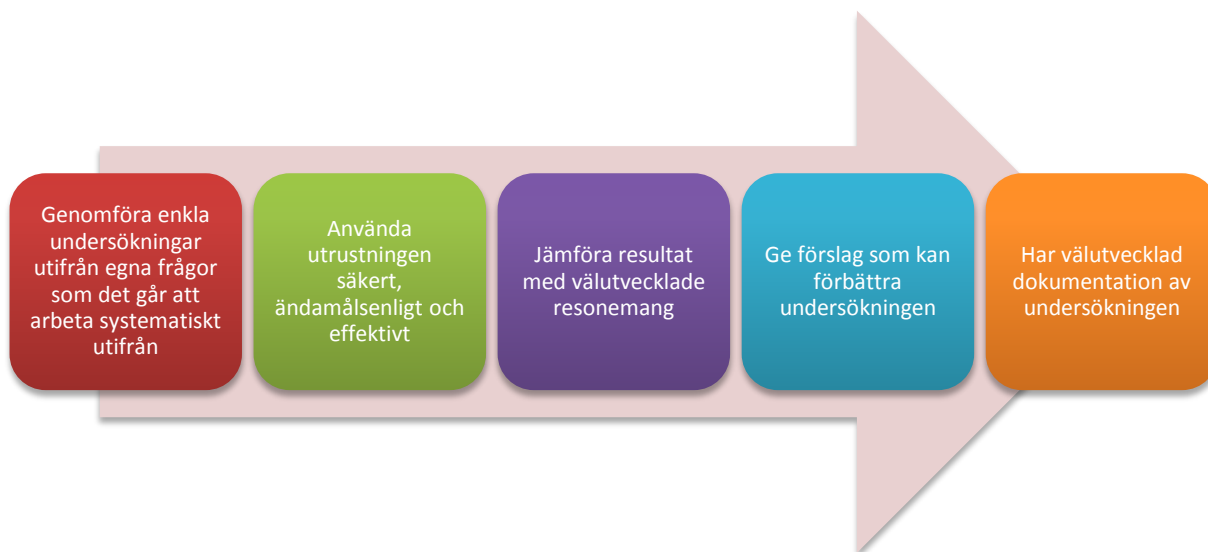 Genomföra enkla
undersökningar
utifrån egna frågor
som det går att
arbeta systematiskt
utifrån
Använda
utrustningen
säkert,
ändamålsenligt och
effektivt
Jämföra resultat
med välutvecklade
resonemang
Ge förslag som kan
förbättra
undersökningen
Har välutvecklad
dokumentation av
undersökningen